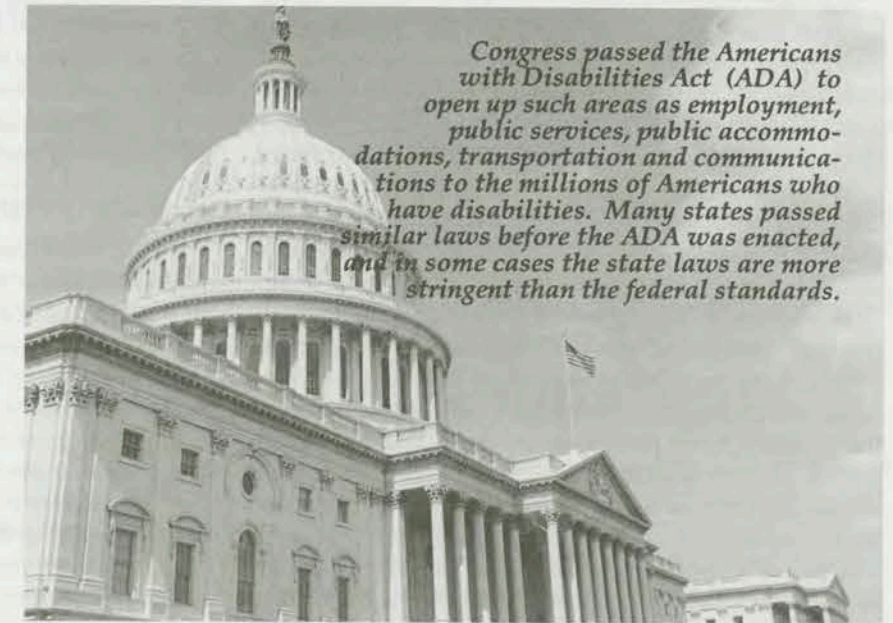 Congress passed the Americans
with Disabilities Act (ADA) to
open up such areas as employment,
public services, public accommo-
dations, transportation and communica-
tions to the millions of Americans who
have disabilities. Many states passed
similar laws before the ADA was enacted,
and in some cases the state laws are more
stringent than the federal standards.